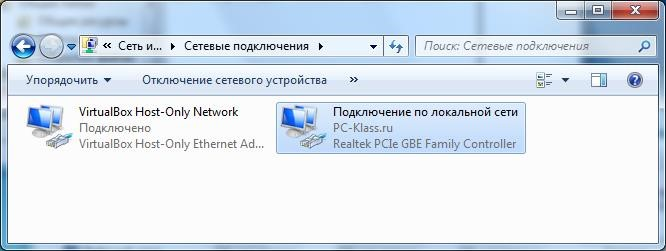 « Сеть и... ▸ Сетевые подключения ▸
Поиск: Сетевые подключения
Упорядочить ▾ Отключение сетевого устройства »
VirtualBox Host-Only Network
Подключено
VirtualBox Host-Only Ethernet Ad...
Подключение по локальной сети
PC-Klass.ru
Realtek PCIe GBE Family Controller